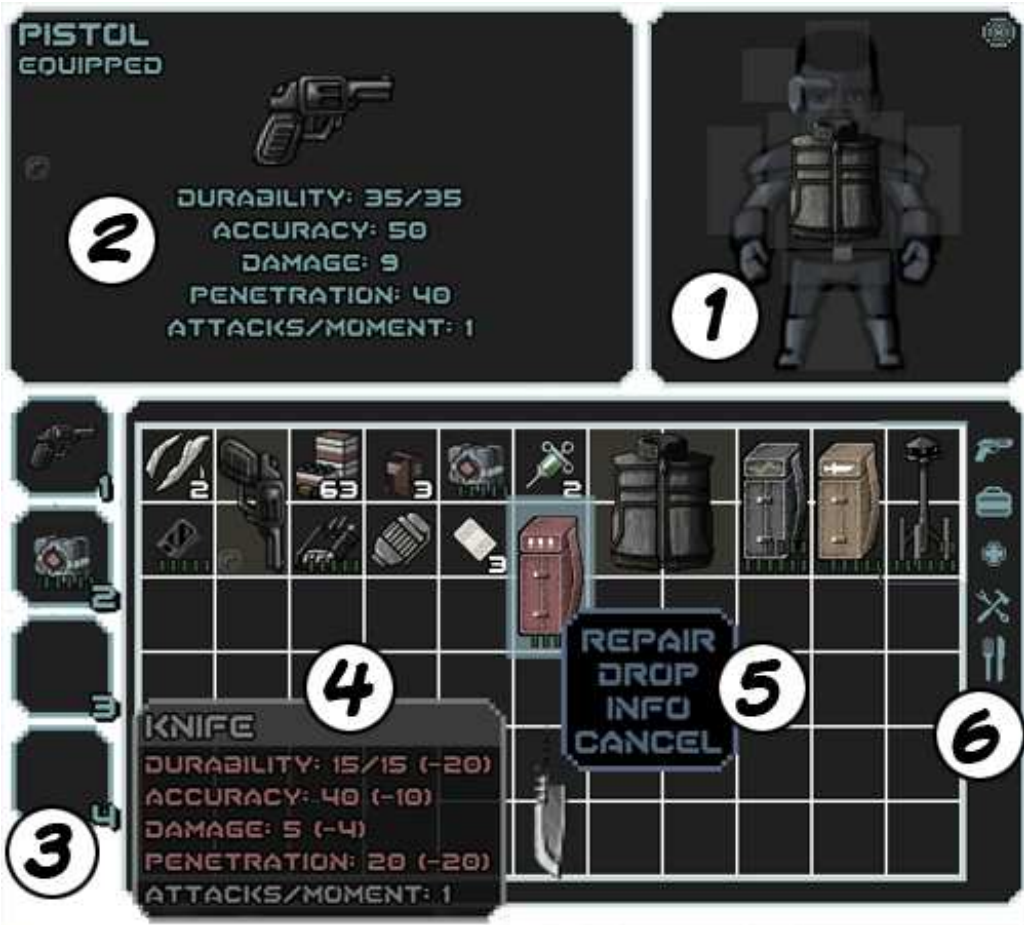 PISTOL
EQUIPPED
DURABILITY: 35/35
ACCURACY: 50
DAMAGE: 9
PENETRATION: 40
ATTACKS/MOMENT: 1
2
1
1
2
3
4
2
63
3
2
3
REPAIR
DROP
INFO
CANCEL
4
5
6
3
KNIFE
DURABILITY: 15/15 (-20)
ACCURACY: 40 (-10)
DAMAGE: 5 (-4)
PENETRATION: 20 (-20)
ATTACKS/MOMENT: 1